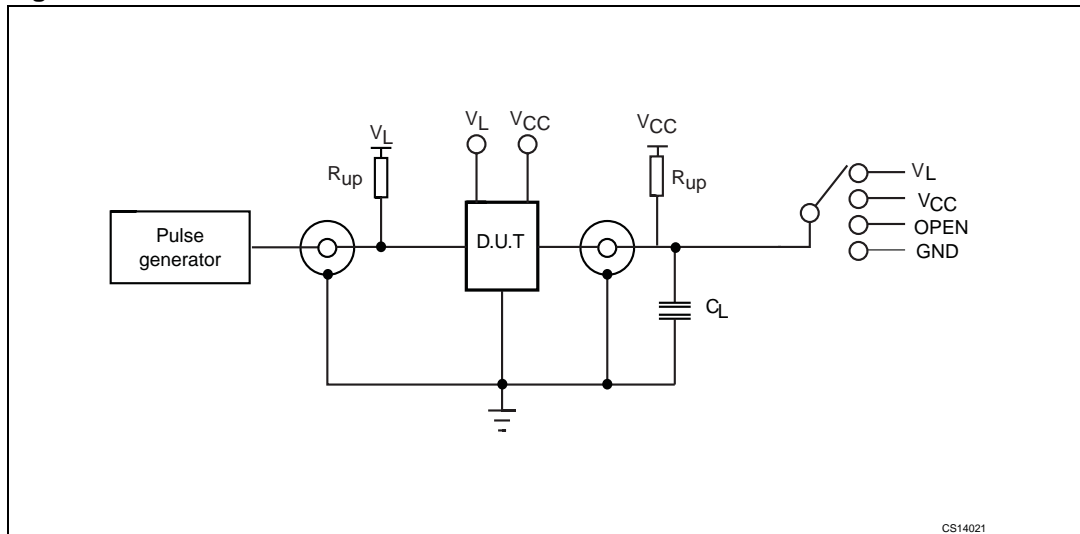 VL
VCC
VCC
VL
Rup
Rup
VL
VCC
OPEN
GND
Pulse
generator
D.U.T
CL
CS14021